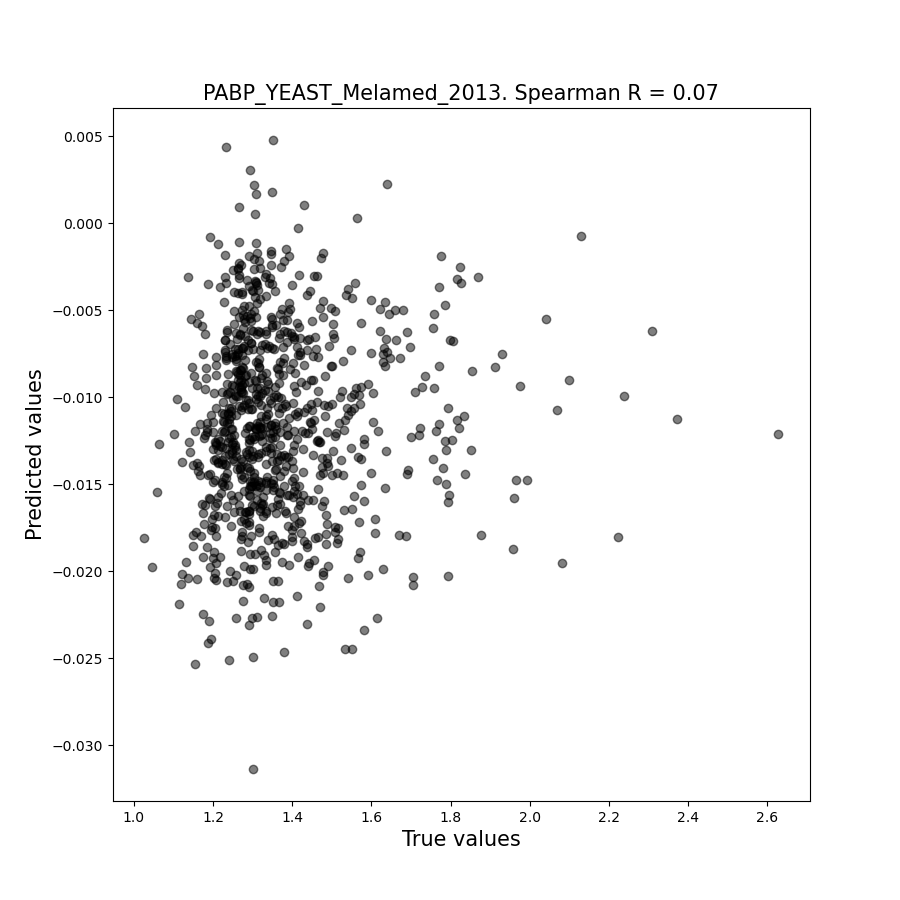 PABP_YEAST_Melamed_2013. Spearman R = 0.07
0.005
0.000
−0.005
−0.010
−0.015
−0.020
−0.025
−0.030
Predicted values
1.0 1.2 1.4 1.6 1.8 2.0 2.2 2.4 2.6
True values